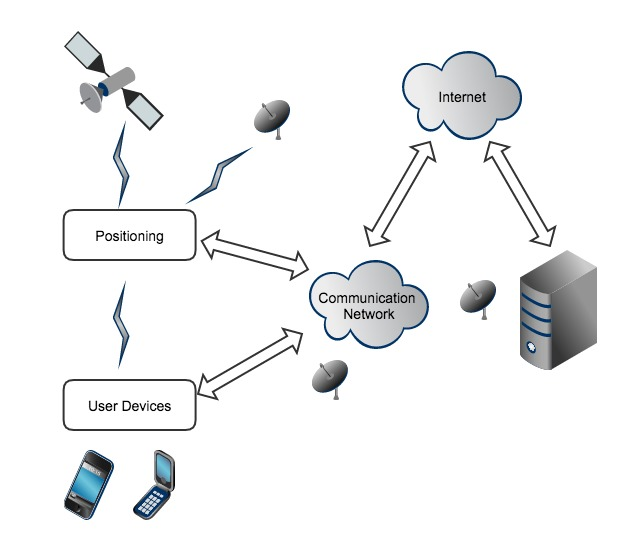 Internet
Positioning
Communication
Network
User Devices